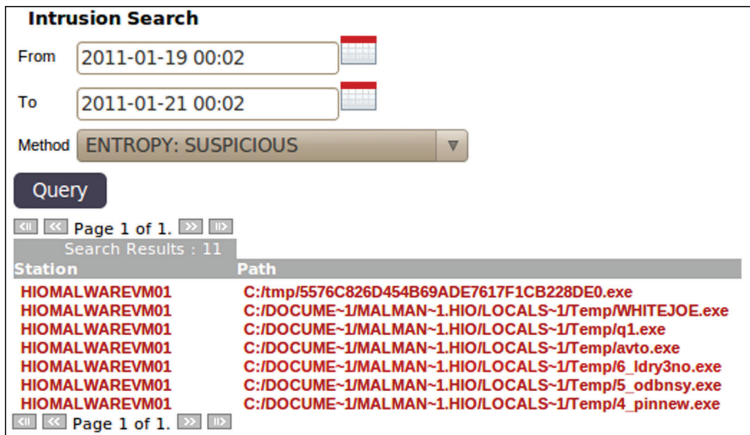 Intrusion Search
From 2011-01-19 00:02
To 2011-01-21 00:02
Method ENTROPY: SUSPICIOUS
Query
Page 1 of 1.
Search Results : 11
Station Path
HIOMALWAREVM01 C:/tmp/5576C826D454B69ADE7617F1CB228DE0.exe
HIOMALWAREVM01 C:/DOCUME~1/MALMAN~1.HIO/LOCALS~1/Temp/WHITEJOE.exe
HIOMALWAREVM01 C:/DOCUME~1/MALMAN~1.HIO/LOCALS~1/Temp/q1.exe
HIOMALWAREVM01 C:/DOCUME~1/MALMAN~1.HIO/LOCALS~1/Temp/avto.exe
HIOMALWAREVM01 C:/DOCUME~1/MALMAN~1.HIO/LOCALS~1/Temp/6_ldry3no.exe
HIOMALWAREVM01 C:/DOCUME~1/MALMAN~1.HIO/LOCALS~1/Temp/5_odbnsy.exe
HIOMALWAREVM01 C:/DOCUME~1/MALMAN~1.HIO/LOCALS~1/Temp/4_pinnew.exe
Page 1 of 1.